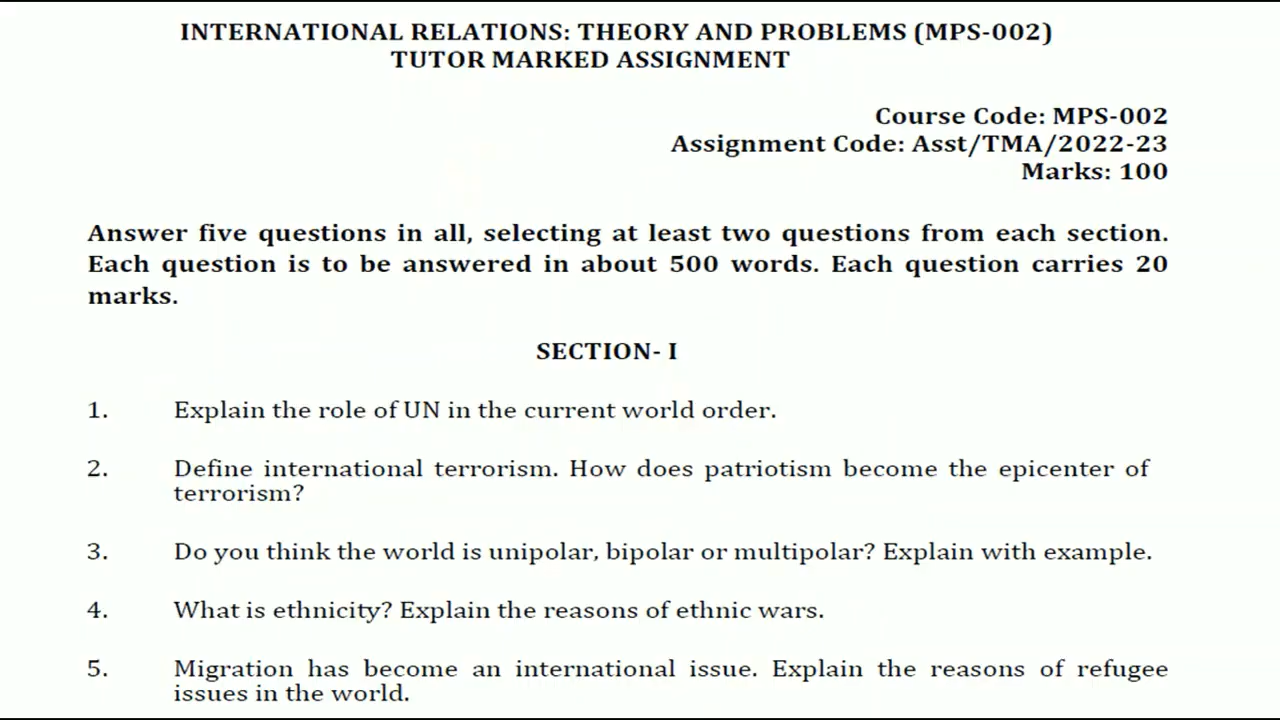 INTERNATIONAL RELATIONS: THEORY AND PROBLEMS (MPS-002)
TUTOR MARKED ASSIGNMENT
Course Code: MPS-002
Assignment Code: Asst/TMA/2022-23
Marks: 100
Answer five questions in all, selecting at least two questions from each section.
Each question is to be answered in about 500 words. Each question carries 20
marks.
SECTION- I
1. Explain the role of UN in the current world order.
2. Define international terrorism. How does patriotism become the epicenter of
terrorism?
3. Do you think the world is unipolar, bipolar or multipolar? Explain with example.
4. What is ethnicity? Explain the reasons of ethnic wars.
5. Migration has become an international issue. Explain the reasons of refugee
issues in the world.